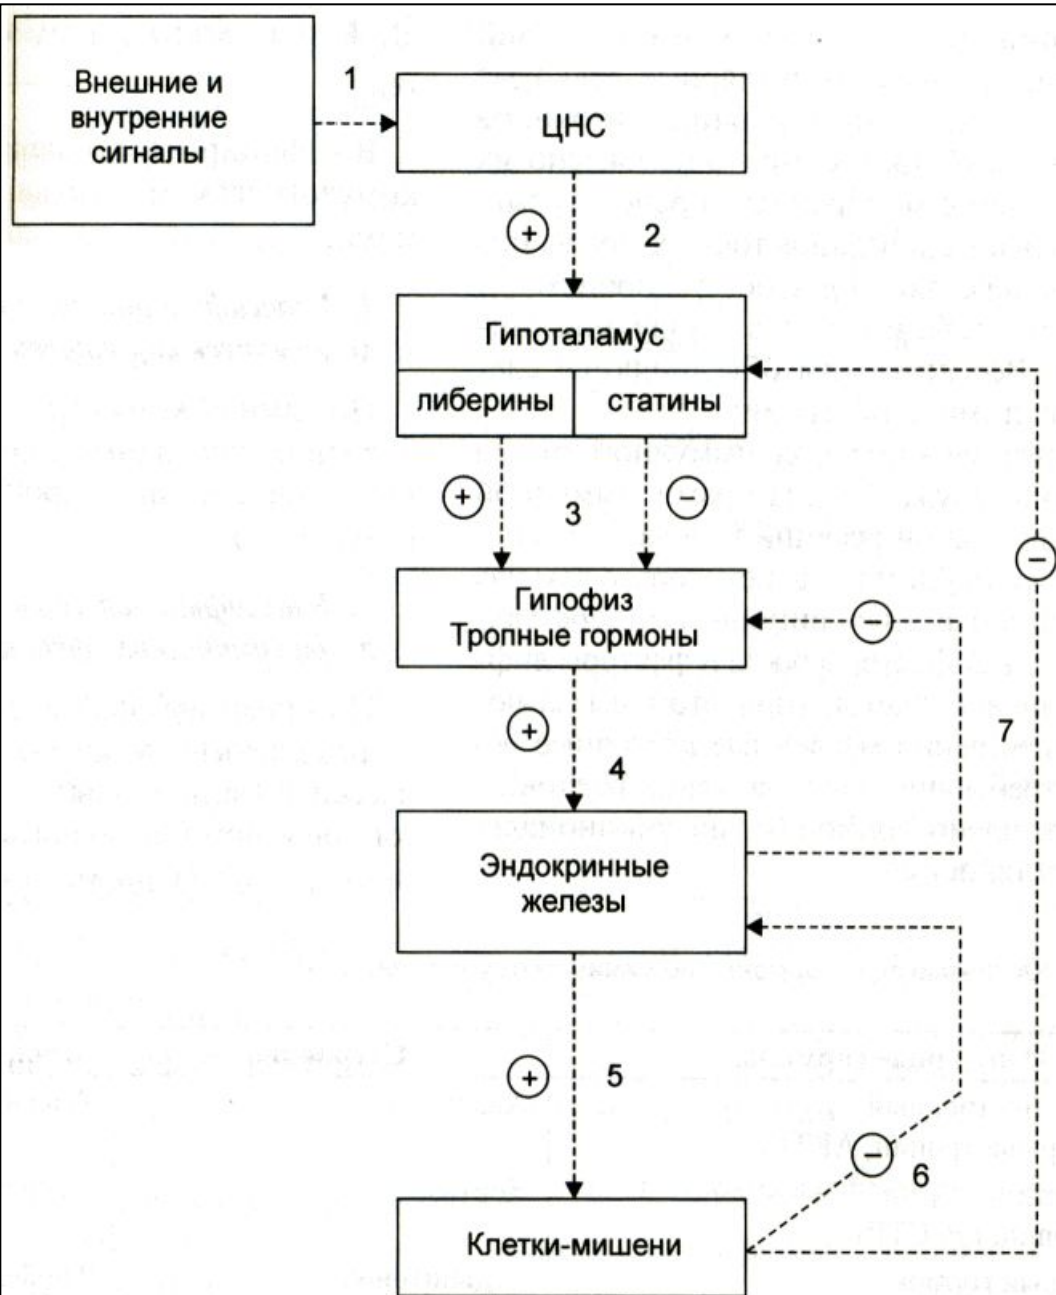 Внешние и
внутренние
сигналы
1
ЦНС
+
2
Гипоталамус
либерины
статины
+
3
−
−
Гипофиз
Тропные гормоны
−
7
+
4
Эндокринные
железы
+
5
−
6
Клетки-мишени